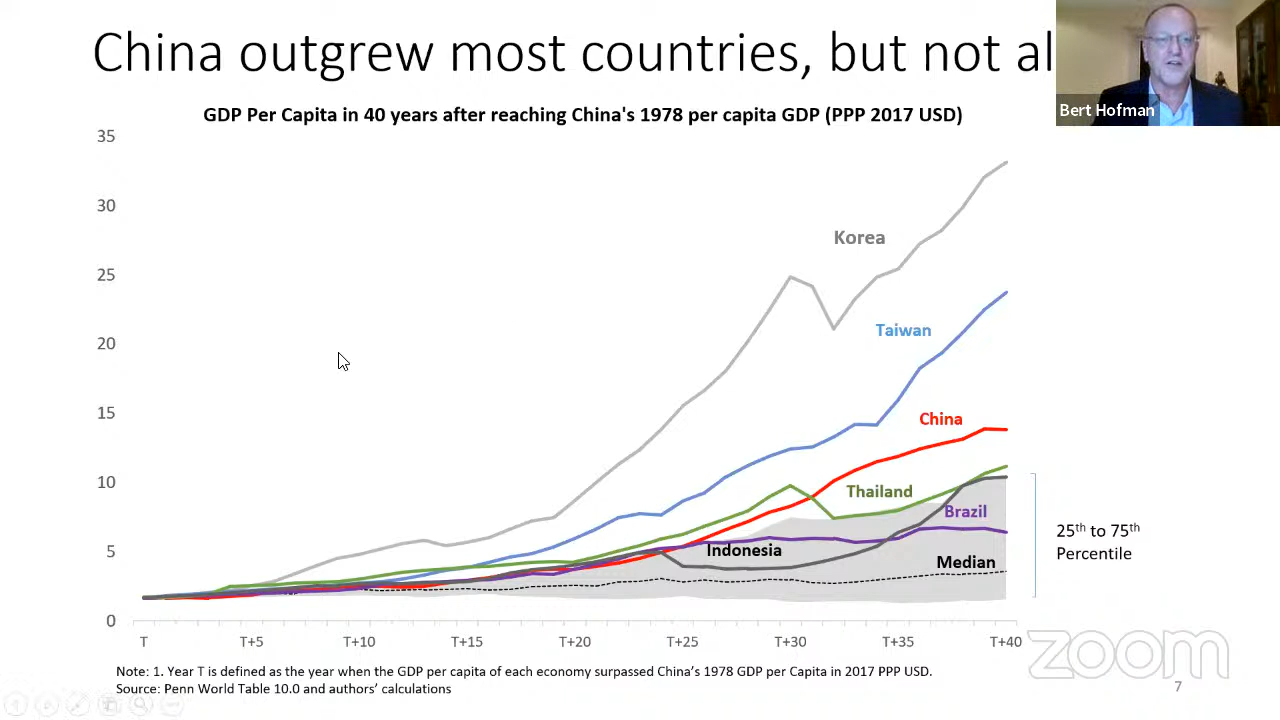 China outgrew most countries, but not al
Bert Hofman
GDP Per Capita in 40 years after reaching China's 1978 per capita GDP (PPP 2017 USD)
35
30
25
20
15
10
5
0
Korea
Taiwan
China
Thailand
Brazil
Indonesia
Median
25th to 75th
Percentile
T T+5 T+10 T+15 T+20 T+25 T+30 T+35 T+40
Note: 1. Year T is defined as the year when the GDP per capita of each economy surpassed China's 1978 GDP per Capita in 2017 PPP USD.
Source: Penn World Table 10.0 and authors' calculations
zoom
7